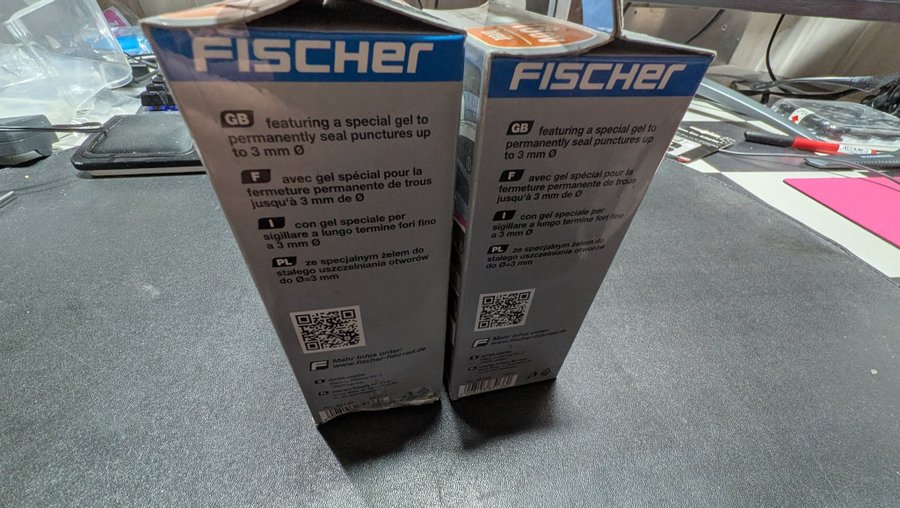 FISCHER
GB featuring a special gel to
permanently seal punctures up
to 3 mm Ø
F avec gel spécial pour la
fermeture permanente de trous
jusqu'à 3 mm de Ø
I con gel speciale per
sigillare a lungo termine fori fino
a 3 mm Ø
PL ze specjalnym żelem do
stałego uszczelniania otworów
do Ø=3 mm
Mehr Infos unter:
www.fischer-fahrrad.de
FISCHER
GB featuring a special gel to
permanently seal punctures up
to 3 mm Ø
F avec gel spécial pour la
fermeture permanente de trous
jusqu'à 3 mm de Ø
I con gel speciale per
sigillare a lungo termine fori fino
a 3 mm Ø
PL ze specjalnym żelem do
stałego uszczelniania otworów
do Ø=3 mm
Mehr Infos unter:
www.fischer-fahrrad.de